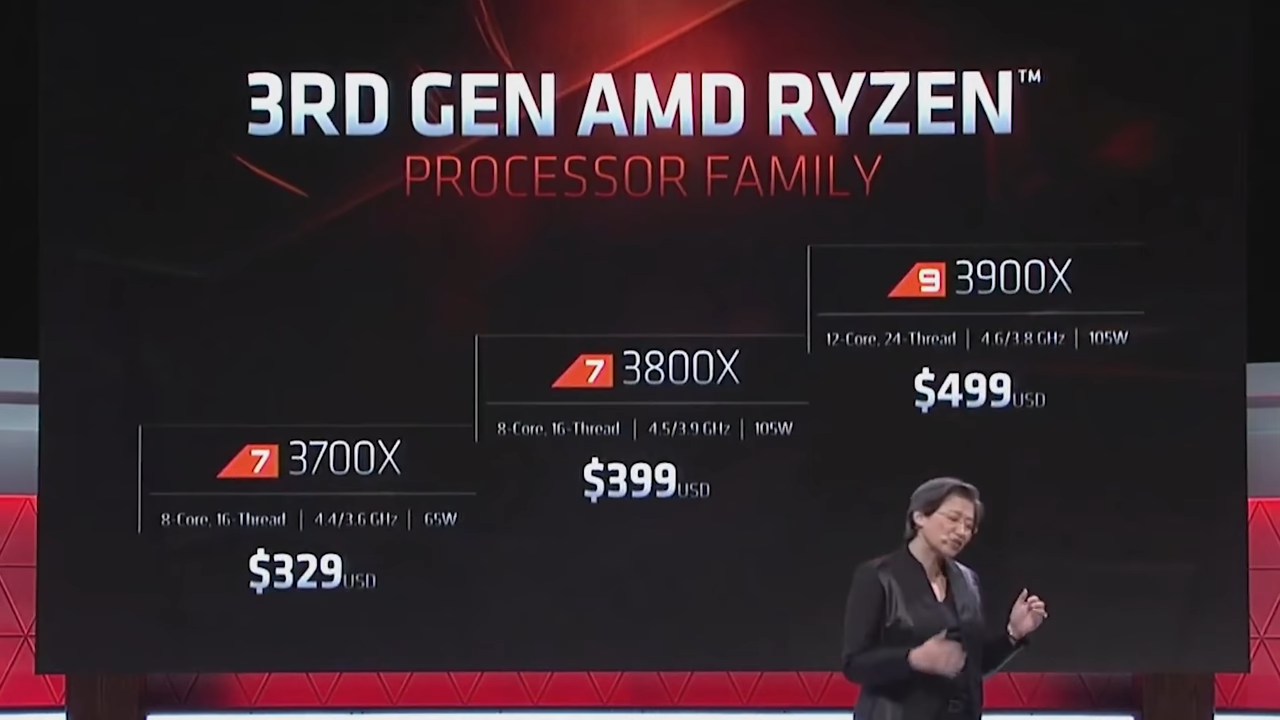 3RD GEN AMD RYZEN™
PROCESSOR FAMILY
9 3900X
12-Core, 24-Thread | 4.6/3.8 GHz | 105W
$499USD
7 3800X
8-Core, 16-Thread | 4.5/3.9 GHz | 105W
$399USD
7 3700X
8-Core, 16-Thread | 4.4/3.6 GHz | 65W
$329USD